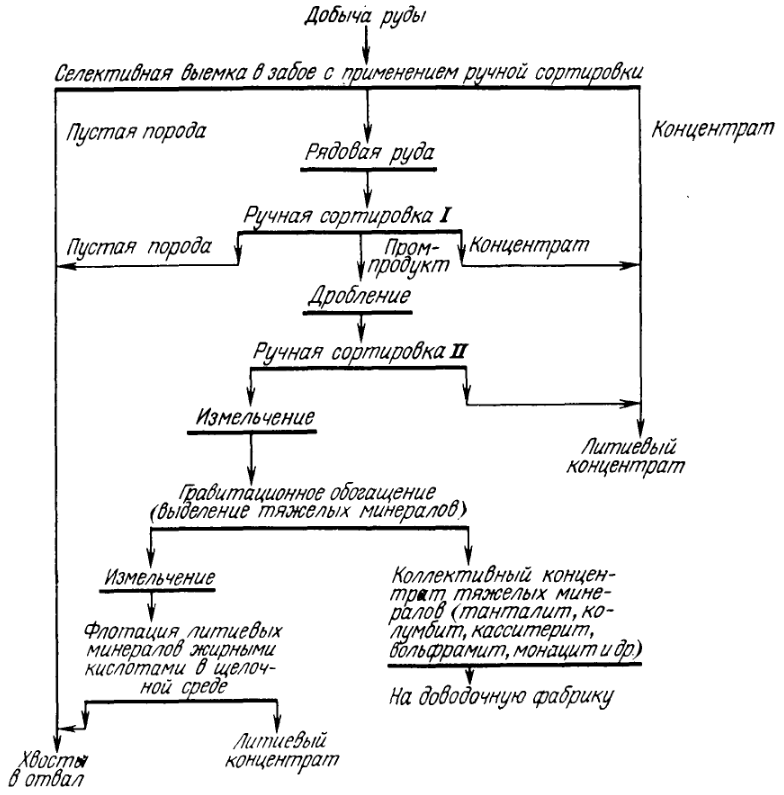 Добыча руды
Селективная выемка в забое с применением ручной сортировки
Пустая порода
Концентрат
Рядовая руда
Ручная сортировка I
Пустая порода
Пром-
продукт
Концентрат
Дробление
Ручная сортировка II
Измельчение
Литиевый
концентрат
Гравитационное обогащение
(выделение тяжелых минералов)
Измельчение
Коллективный концен-
трат тяжелых мине-
ралов (танталит, ко-
лумбит, касситерит,
вольфрамит, монацит и др.)
Флотация литиевых
минералов жирными
кислотами в щелоч-
ной среде
На доводочную фабрику
Хвосты
в отвал
Литиевый
концентрат